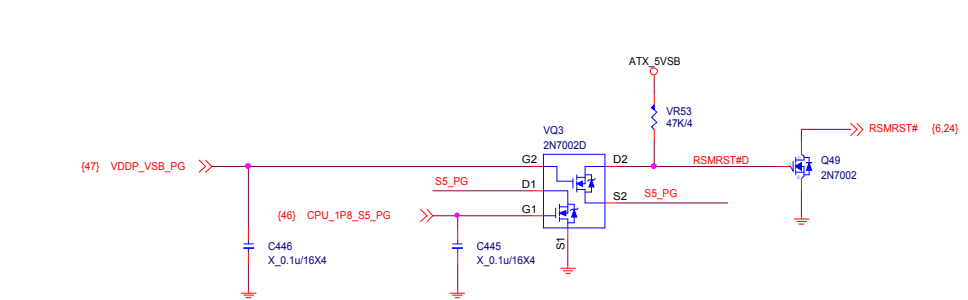 ATX_5VSB
VR53
47K/4
RSMRST# {6,24}
VQ3
2N7002D
{47} VDDP_VSB_PG
G2
D2
RSMRST#D
Q49
2N7002
S5_PG
D1
S2
S5_PG
{46} CPU_1P8_S5_PG
G1
S1
C446
X_0.1u/16X4
C445
X_0.1u/16X4